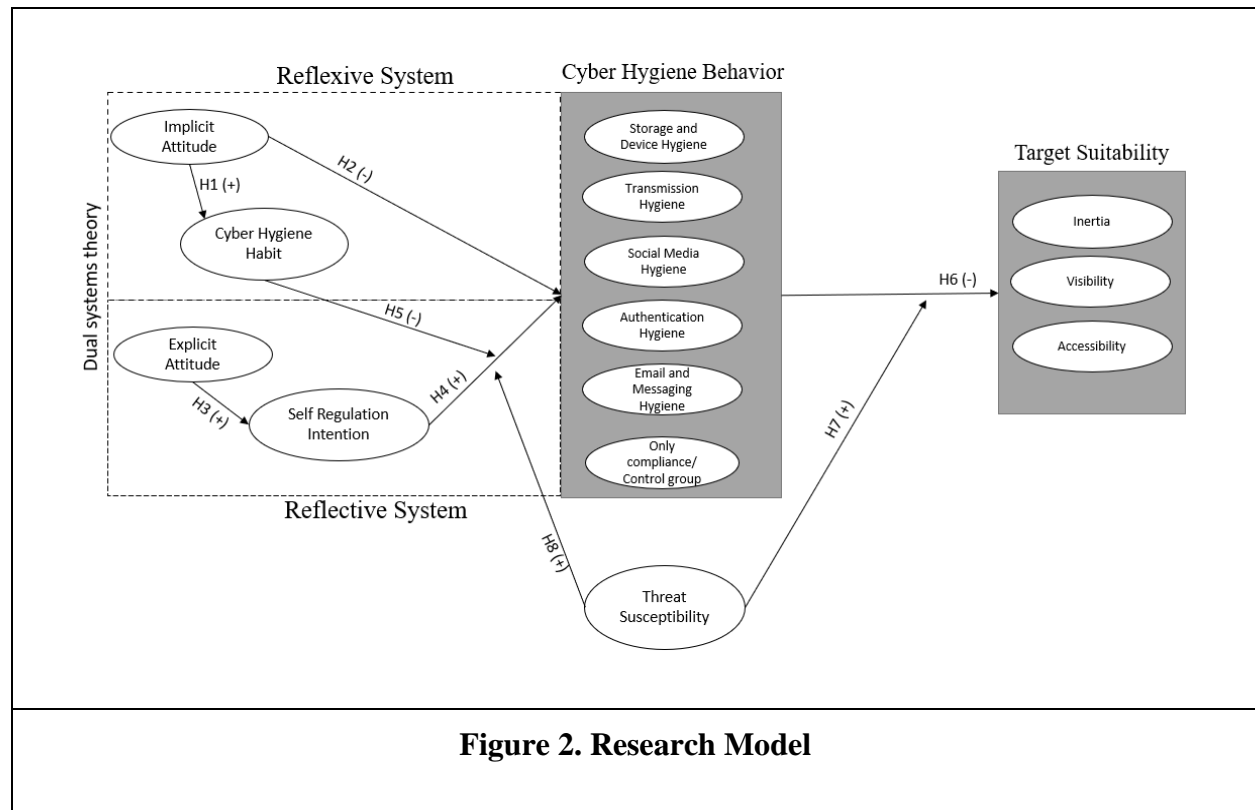 Reflexive System
Cyber Hygiene Behavior
Target Suitability
Dual systems theory
Implicit
Attitude
H1 (+)
H2 (-)
Cyber Hygiene
Habit
H5 (-)
Explicit
Attitude
H3 (+)
Self Regulation
Intention
H4 (+)
Reflective System
Storage and
Device Hygiene
Transmission
Hygiene
Social Media
Hygiene
Authentication
Hygiene
Email and
Messaging
Hygiene
Only
compliance/
Control group
H6 (-)
Inertia
Visibility
Accessibility
H7 (+)
H8 (+)
Threat
Susceptibility
Figure 2. Research Model